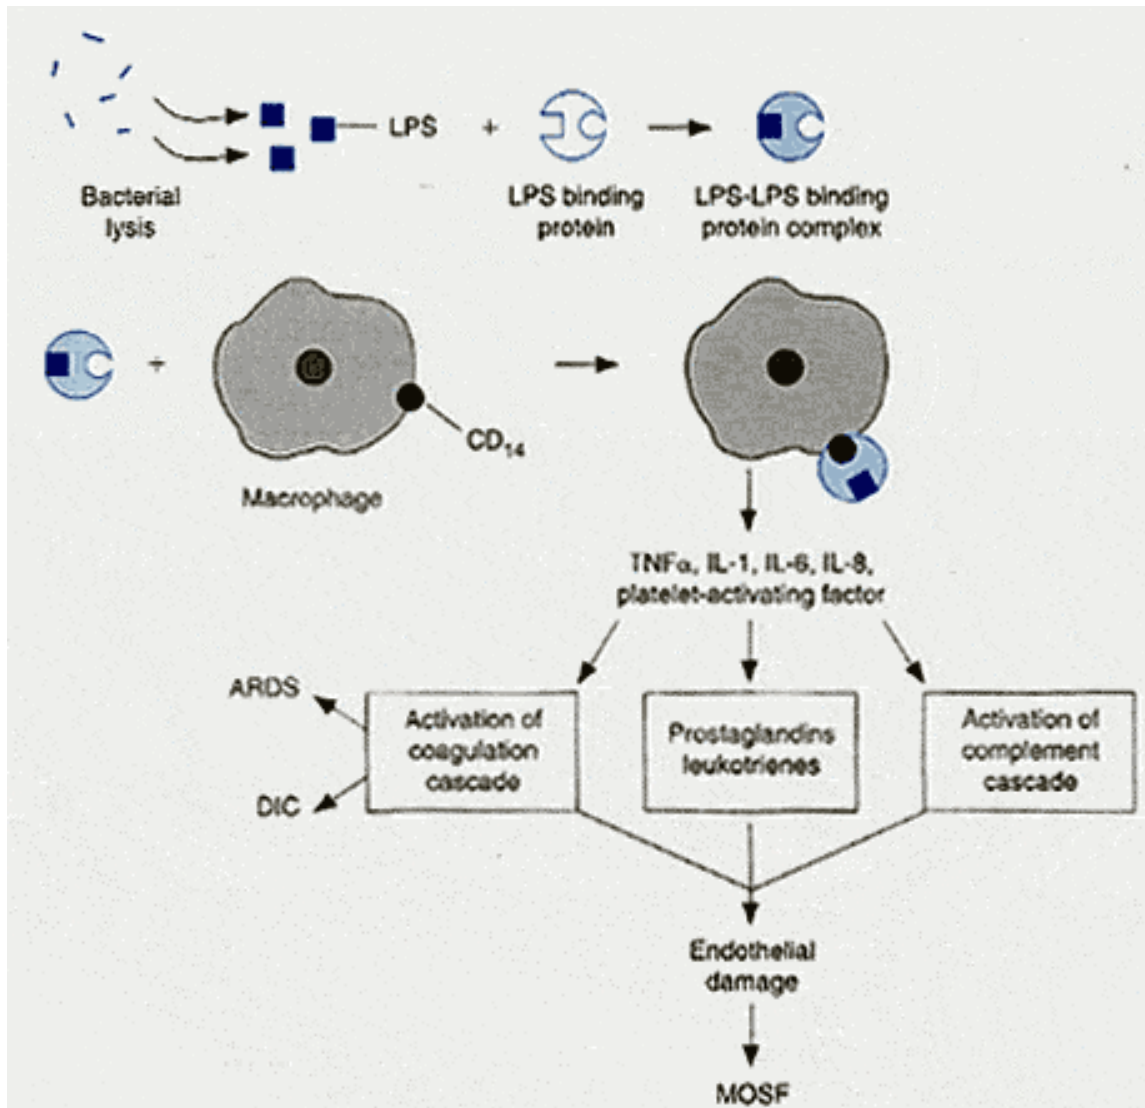 LPS
+
Bacterial
lysis
LPS binding
protein
LPS-LPS binding
protein complex
+
CD14
Macrophage
TNFα, IL-1, IL-6, IL-8,
platelet-activating factor
ARDS
DIC
Activation of
coagulation
cascade
Prostaglandins
leukotrienes
Activation of
complement
cascade
Endothelial
damage
MOSF